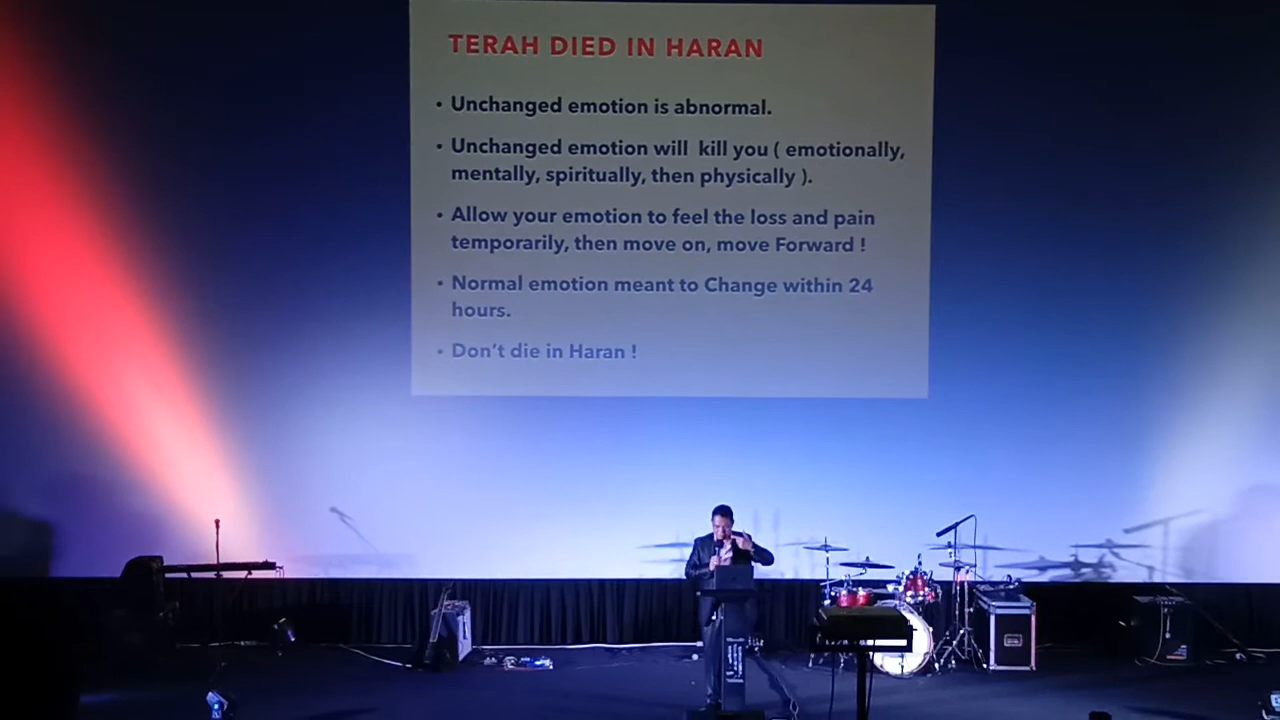 TERAH DIED IN HARAN
• Unchanged emotion is abnormal.
• Unchanged emotion will kill you ( emotionally,
mentally, spiritually, then physically ).
• Allow your emotion to feel the loss and pain
temporarily, then move on, move Forward !
• Normal emotion meant to Change within 24
hours.
• Don't die in Haran !